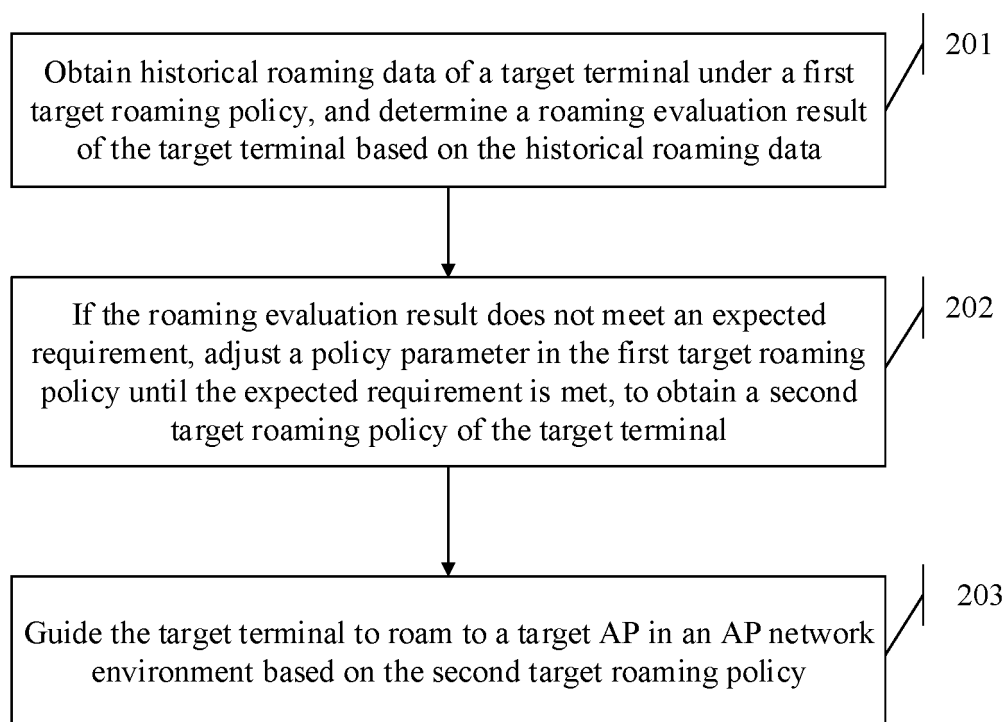 201
Obtain historical roaming data of a target terminal under a first
target roaming policy, and determine a roaming evaluation result
of the target terminal based on the historical roaming data
202
If the roaming evaluation result does not meet an expected
requirement, adjust a policy parameter in the first target roaming
policy until the expected requirement is met, to obtain a second
target roaming policy of the target terminal
203
Guide the target terminal to roam to a target AP in an AP network
environment based on the second target roaming policy